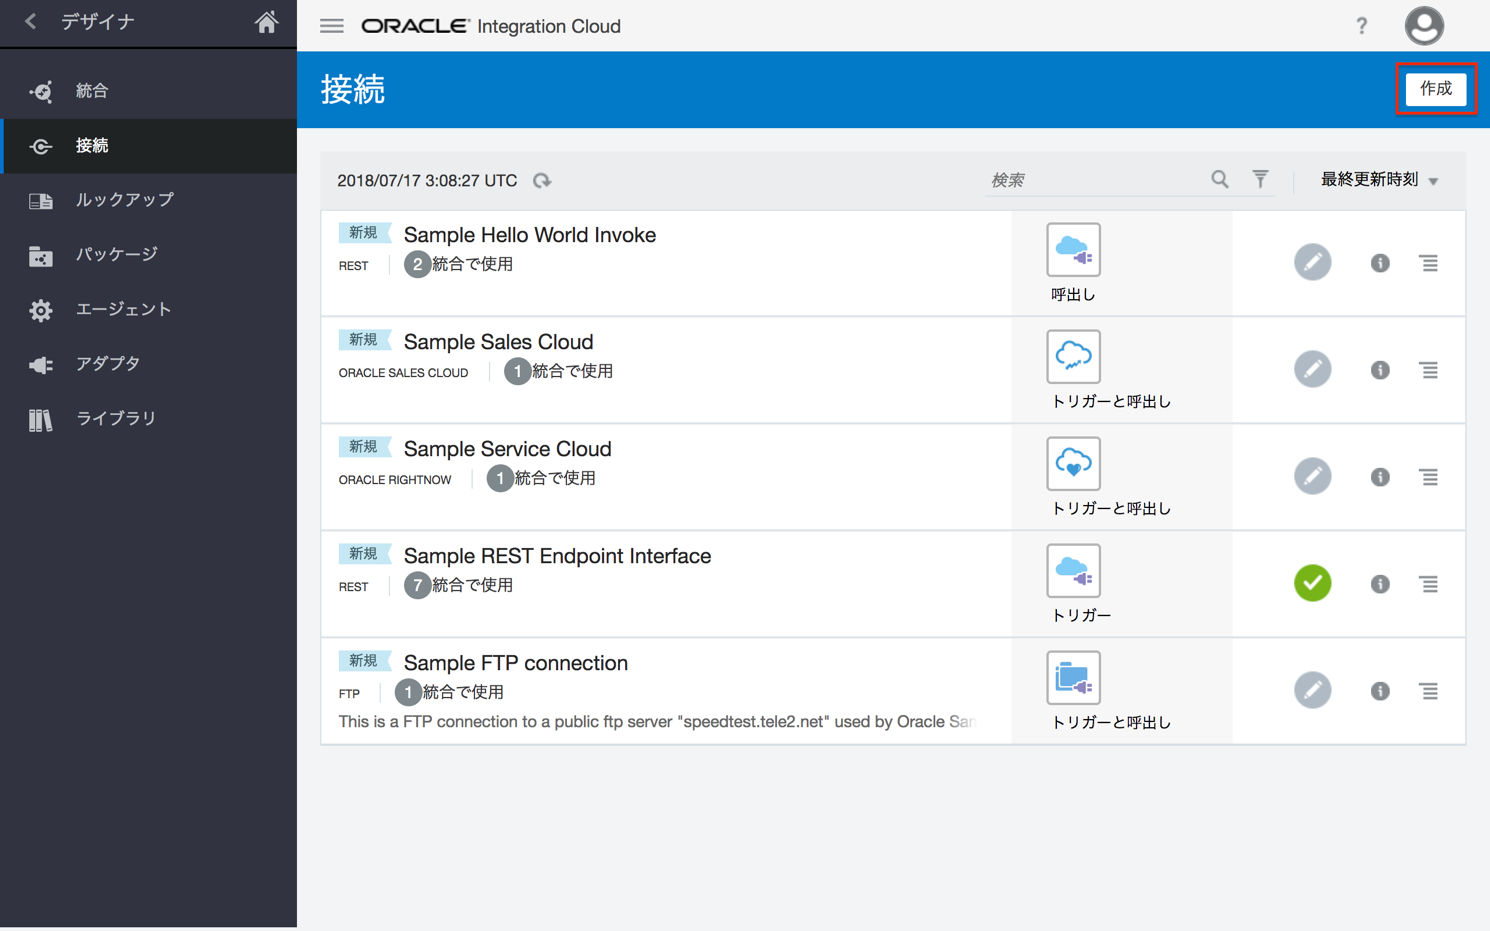 デザイナ
ORACLE Integration Cloud
?
統合
接続
ルックアップ
パッケージ
エージェント
アダプタ
ライブラリ
接続
作成
2018/07/17 3:08:27 UTC
検索
最終更新時刻
新規 Sample Hello World Invoke
REST 2 統合で使用
呼出し
新規 Sample Sales Cloud
ORACLE SALES CLOUD 1 統合で使用
トリガーと呼出し
新規 Sample Service Cloud
ORACLE RIGHTNOW 1 統合で使用
トリガーと呼出し
新規 Sample REST Endpoint Interface
REST 7 統合で使用
トリガー
新規 Sample FTP connection
FTP 1 統合で使用
This is a FTP connection to a public ftp server "speedtest.tele2.net" used by Oracle Sam
トリガーと呼出し